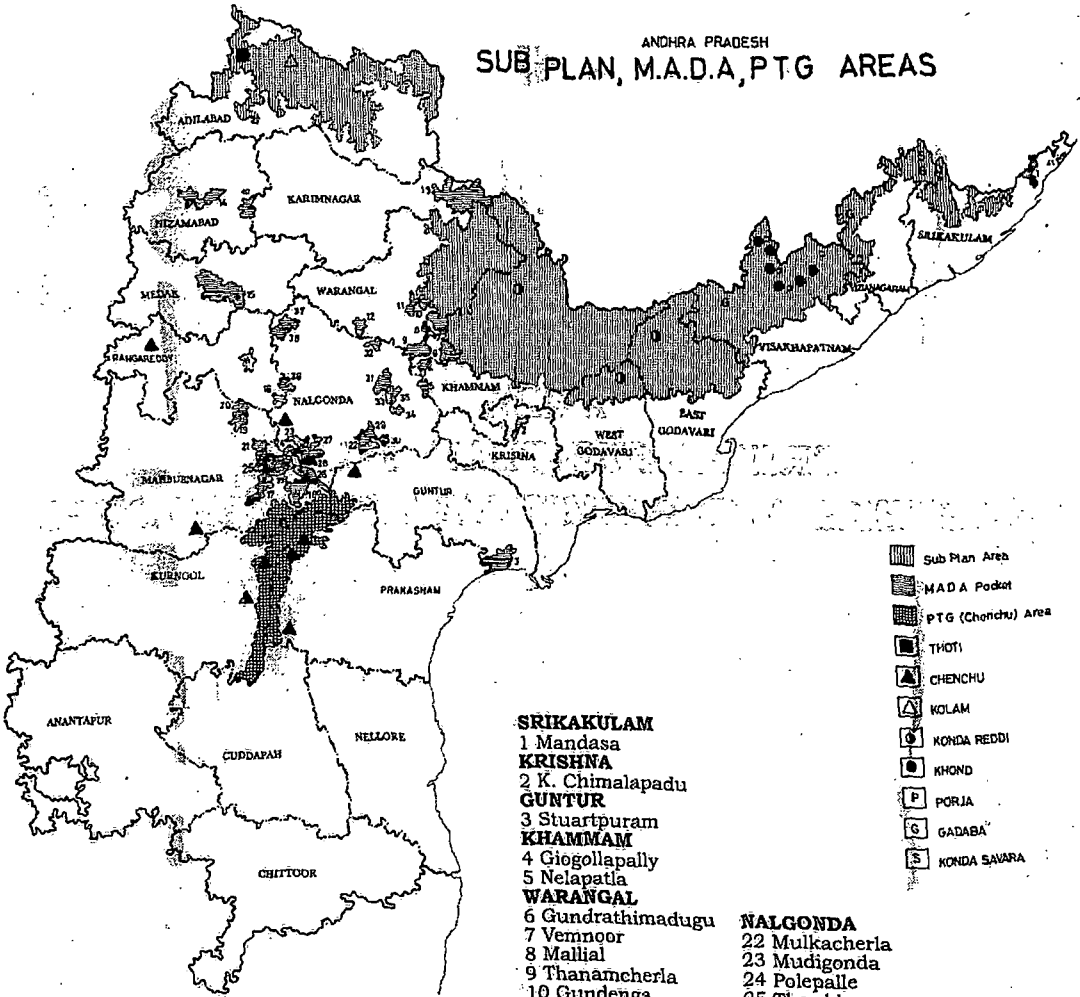 ANDHRA PRADESH
SUB PLAN, M.A.D.A, P.T.G AREAS
ADILABAD
NIZAMABAD
KARIMNAGAR
MEDAK
WARANGAL
RANGAREDDY
NALGONDA
KHAMMAM
MAHBUBNAGAR
KRISHNA
WEST GODAVARI
EAST GODAVARI
VISAKHAPATNAM
VIZIANAGARAM
SRIKAKULAM
GUNTUR
KURNOOL
PRAKASHAM
ANANTAPUR
CUDDAPAH
NELLORE
CHITTOOR
Sub Plan Area
M A D A Pocket
P T G (Chenchu) Area
THOTI
CHENCHU
KOLAM
KONDA REDDI
KHOND
P PORJA
G GADABA
S KONDA SAVARA
SRIKAKULAM
1 Mandasa
KRISHNA
2 K. Chimalapadu
GUNTUR
3 Stuartpuram
KHAMMAM
4 Giogollapally
5 Nelapatla
WARANGAL
6 Gundrathimadugu
7 Vemnoor
8 Mallial
9 Thanamcherla
10 Gundenga
NALGONDA
22 Mulkacherla
23 Mudigonda
24 Polepalle